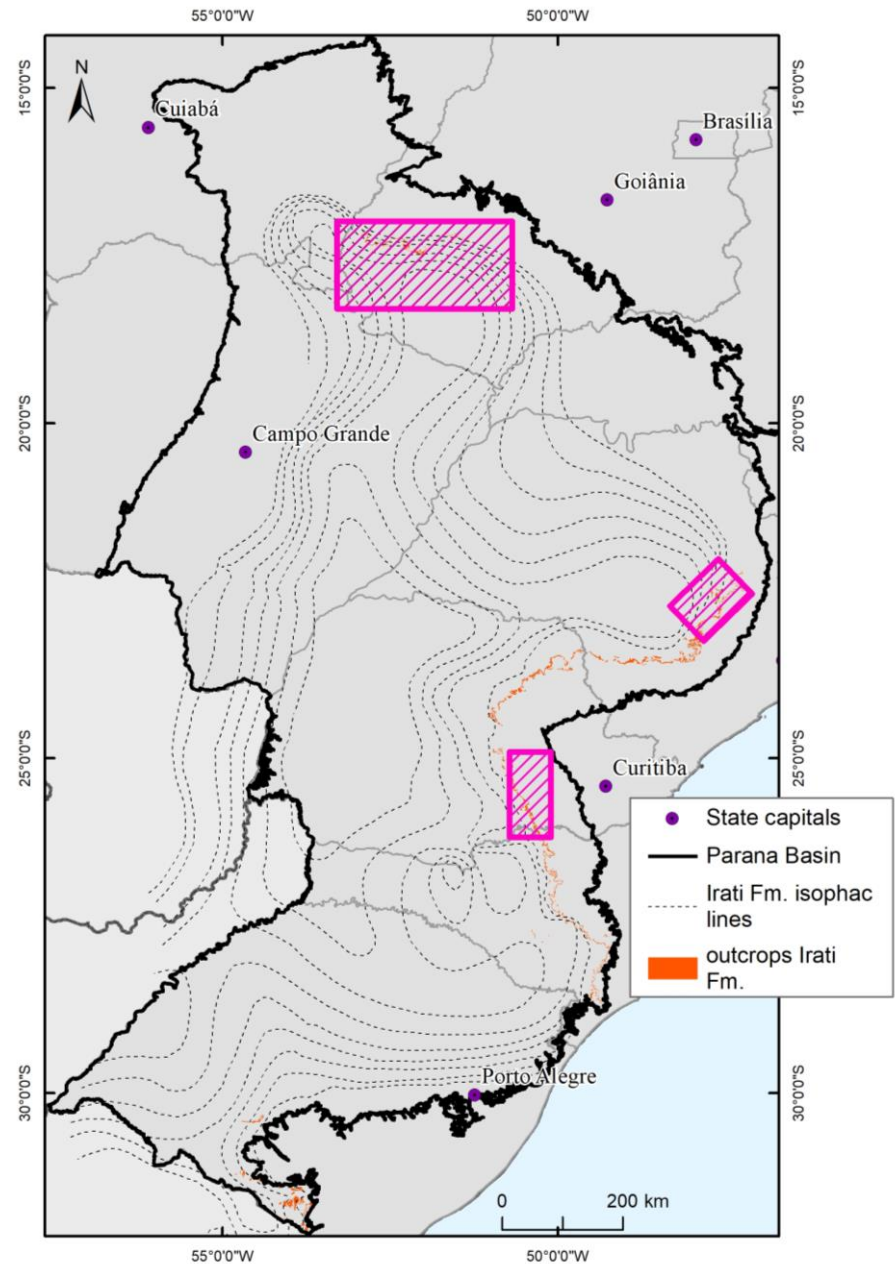 55°0'0"W 50°0'0"W
15°0'0"S 15°0'0"S
N
Cuiabá
Brasília
Goiânia
20°0'0"S 20°0'0"S
Campo Grande
25°0'0"S 25°0'0"S
Curitiba
State capitals
Parana Basin
Irati Fm. isophac
lines
outcrops Irati
Fm.
30°0'0"S 30°0'0"S
Porto Alegre
0 200 km
55°0'0"W 50°0'0"W